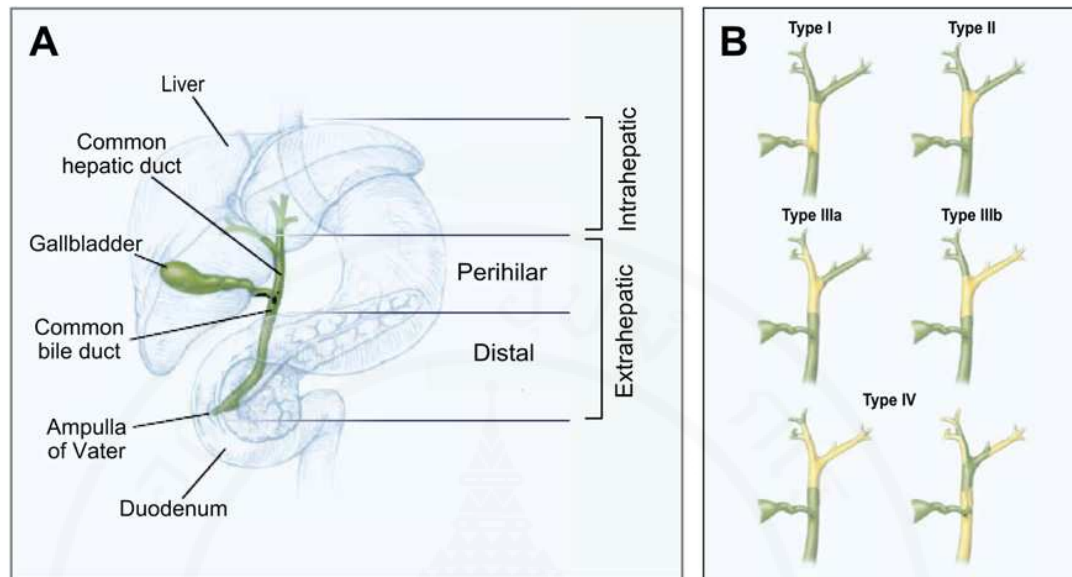 A
Liver
Common
hepatic duct
Gallbladder
Common
bile duct
Ampulla
of Vater
Duodenum
Intrahepatic
Perihilar
Distal
Extrahepatic
B
Type I
Type II
Type IIIa
Type IIIb
Type IV